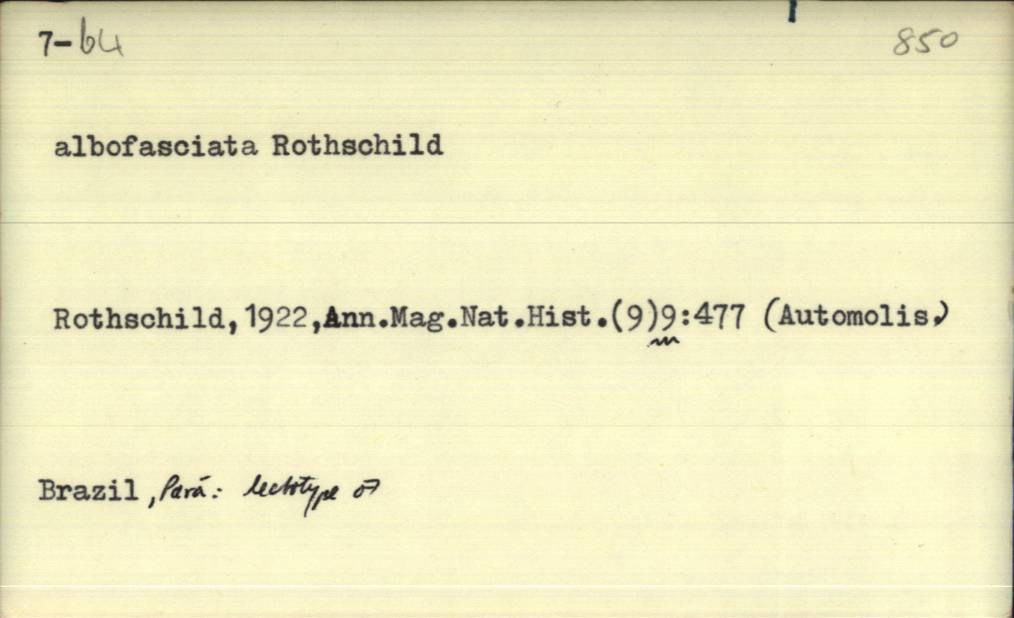 7-64 850
albofasciata Rothschild
Rothschild, 1922, Ann.Mag.Nat.Hist.(9)9:477 (Automolis.)
Brazil, Pará: lectotype ♂